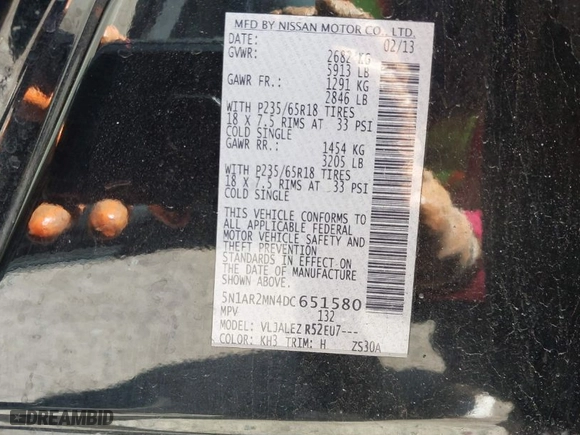 MFD BY NISSAN MOTOR CO., LTD.
DATE: 02/13
GVWR: 2682 KG
5913 LB
GAWR FR.: 1291 KG
2846 LB
WITH P235/65R18 TIRES
18 X 7.5 RIMS AT 33 PSI
COLD SINGLE
GAWR RR.: 1454 KG
3205 LB
WITH P235/65R18 TIRES
18 X 7.5 RIMS AT 33 PSI
COLD SINGLE
THIS VEHICLE CONFORMS TO
ALL APPLICABLE FEDERAL
MOTOR VEHICLE SAFETY AND
THEFT PREVENTION
STANDARDS IN EFFECT ON
THE DATE OF MANUFACTURE
SHOWN ABOVE.
5N1AR2MN4DC651580
MPV 132
MODEL: VLJALEZ R52EU7---
COLOR: KH3 TRIM: H ZS30A
DREAMBID